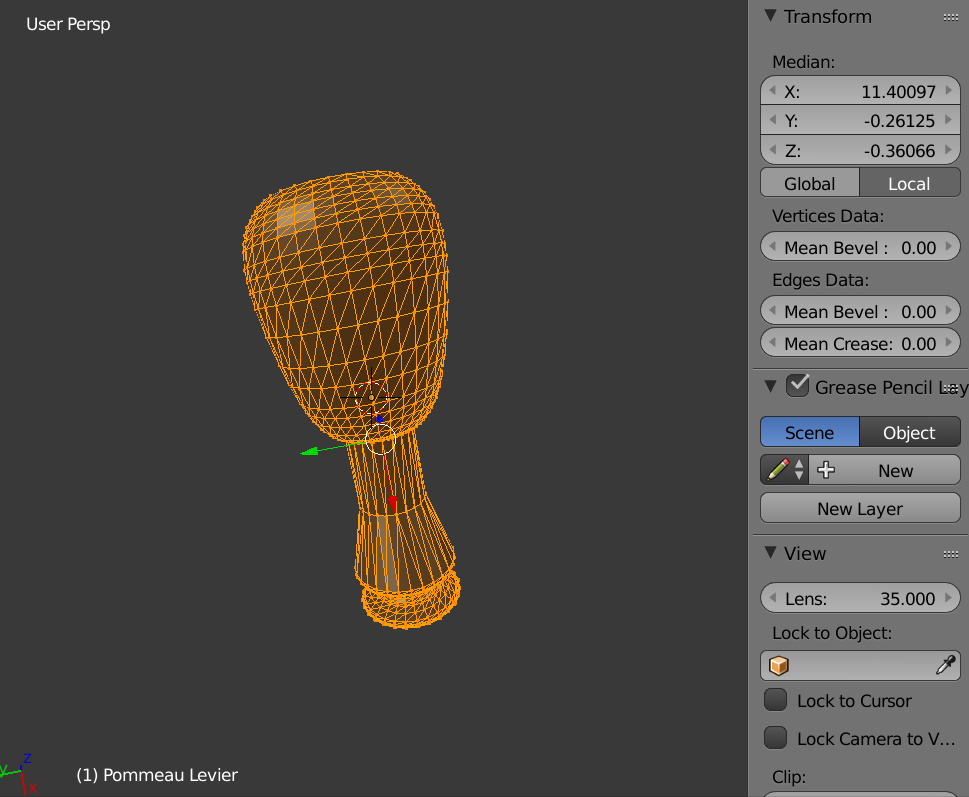 User Persp
Transform
Median:
X: 11.40097
Y: -0.26125
Z: -0.36066
Global Local
Vertices Data:
Mean Bevel : 0.00
Edges Data:
Mean Bevel : 0.00
Mean Crease: 0.00
Grease Pencil Lay
Scene Object
New
New Layer
View
Lens: 35.000
Lock to Object:
Lock to Cursor
Lock Camera to V...
Clip:
z
y
x
(1) Pommeau Levier